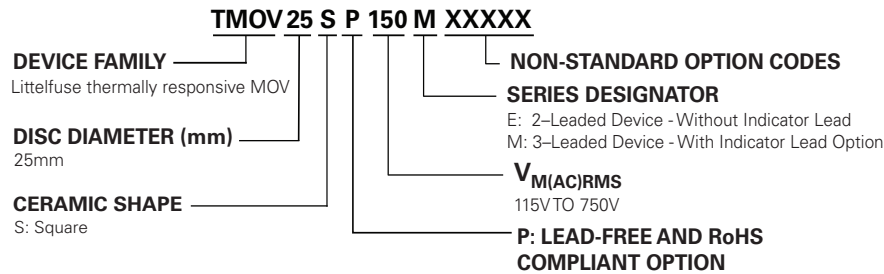 TMOV 25 S P 150 M XXXXX
DEVICE FAMILY
Littelfuse thermally responsive MOV
DISC DIAMETER (mm)
25mm
CERAMIC SHAPE
S: Square
NON-STANDARD OPTION CODES
SERIES DESIGNATOR
E: 2–Leaded Device - Without Indicator Lead
M: 3–Leaded Device - With Indicator Lead Option
VM(AC)RMS
115V TO 750V
P: LEAD-FREE AND RoHS
COMPLIANT OPTION